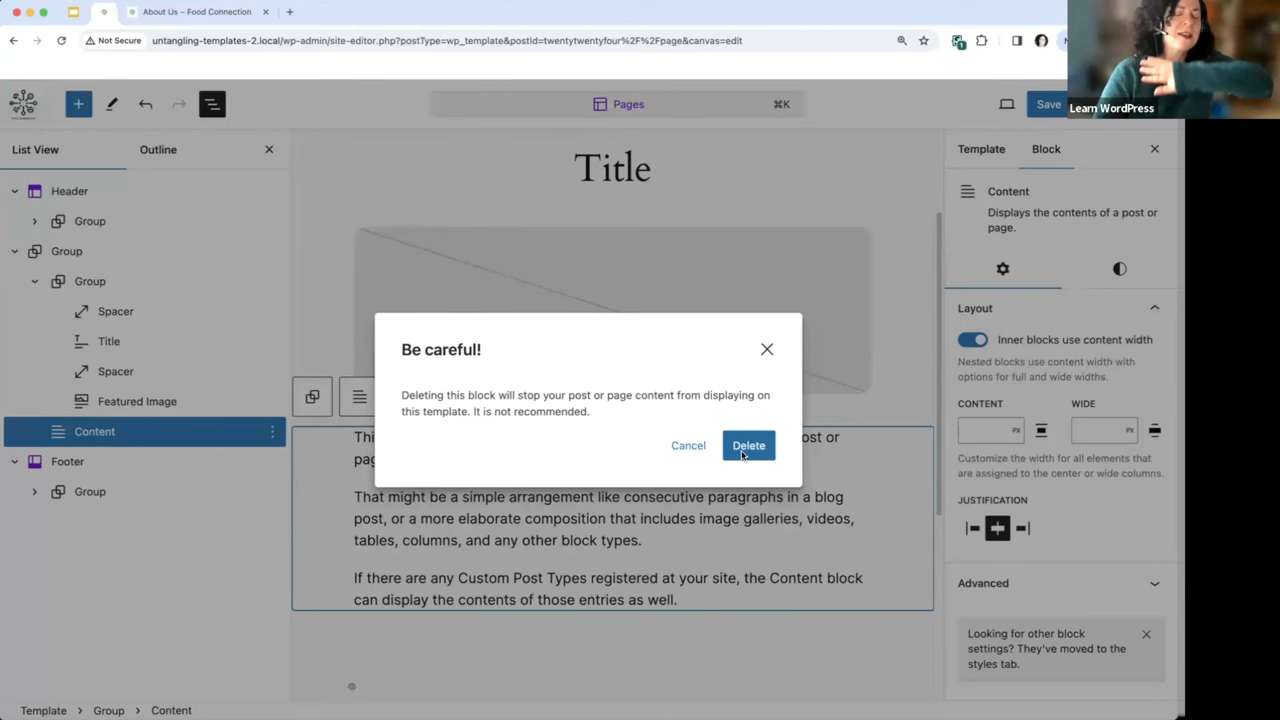 About Us – Food Connection
Not Secure
untangling-templates-2.local/wp-admin/site-editor.php?postType=wp_template&postId=twentytwentyfour%2F%2Fpage&canvas=edit
1
Learn WordPress
Pages
⌘K
Save
List View
Outline
Header
Group
Group
Group
Spacer
Title
Spacer
Featured Image
Content
Footer
Group
Title
Be careful!
Deleting this block will stop your post or page content from displaying on
this template. It is not recommended.
Cancel
Delete
That might be a simple arrangement like consecutive paragraphs in a blog
post, or a more elaborate composition that includes image galleries, videos,
tables, columns, and any other block types.
If there are any Custom Post Types registered at your site, the Content block
can display the contents of those entries as well.
Template
Block
Content
Displays the contents of a post or
page.
Layout
Inner blocks use content width
Nested blocks use content width with
options for full and wide widths.
CONTENT
WIDE
PX
PX
Customize the width for all elements that
are assigned to the center or wide columns.
JUSTIFICATION
Advanced
Looking for other block
settings? They've moved to the
styles tab.
Template > Group > Content